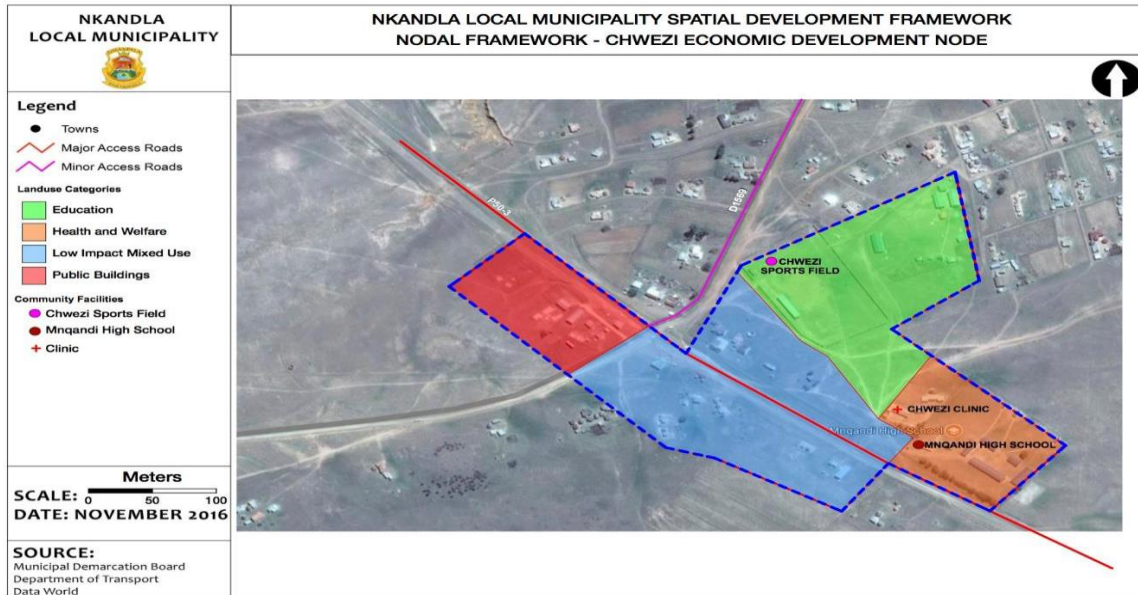 NKANDLA
LOCAL MUNICIPALITY
NKANDLA LOCAL MUNICIPALITY SPATIAL DEVELOPMENT FRAMEWORK
NODAL FRAMEWORK - CHWEZI ECONOMIC DEVELOPMENT NODE
Legend
Towns
Major Access Roads
Minor Access Roads
Landuse Categories
Education
Health and Welfare
Low Impact Mixed Use
Public Buildings
Community Facilities
Chwezi Sports Field
Mnqandi High School
Clinic
Meters
SCALE: 0 50 100
DATE: NOVEMBER 2016
SOURCE:
Municipal Demarcation Board
Department of Transport
Data World
P50-3
D1560
CHWEZI
SPORTS FIELD
CHWEZI CLINIC
Mnqandi High School
MNQANDI HIGH SCHOOL